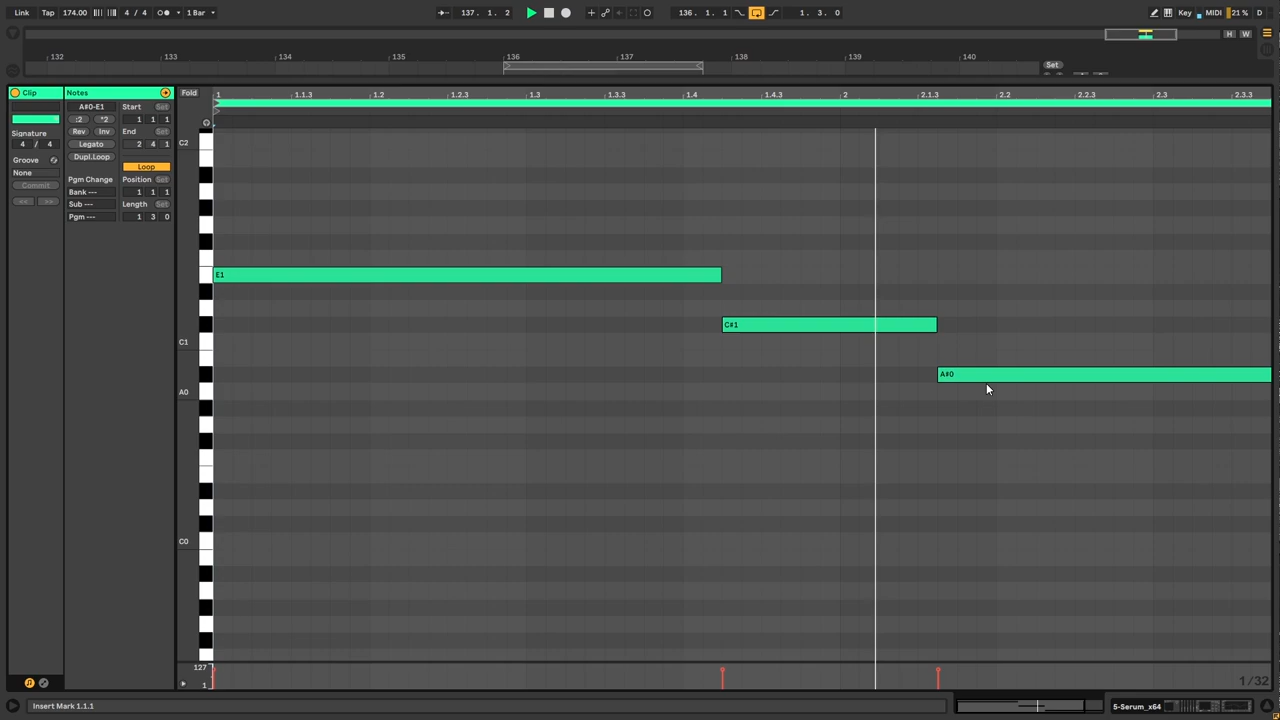 Link Tap 174.00 4 / 4 1 Bar 137. 1. 2 136. 1. 1 1. 3. 0 Key MIDI 21 % D
H W
132 133 134 135 136 137 138 139 140
Set
Clip Notes Fold 1 1.1.3 1.2 1.2.3 1.3 1.3.3 1.4 1.4.3 2 2.1.3 2.2 2.2.3 2.3 2.3.3
A#0-E1 Start Set
:2 *2 1 1 1
Signature Rev Inv End Set
4 / 4 Legato 2 4 1
Groove Dupl.Loop
None Loop
Commit Pgm Change Position Set
Bank --- 1 1 1
<< >> Sub --- Length Set
Pgm --- 1 3 0
C2
E1
C#1
C1
A#0
A0
C0
127
1
1/32
Insert Mark 1.1.1 5-Serum_x64